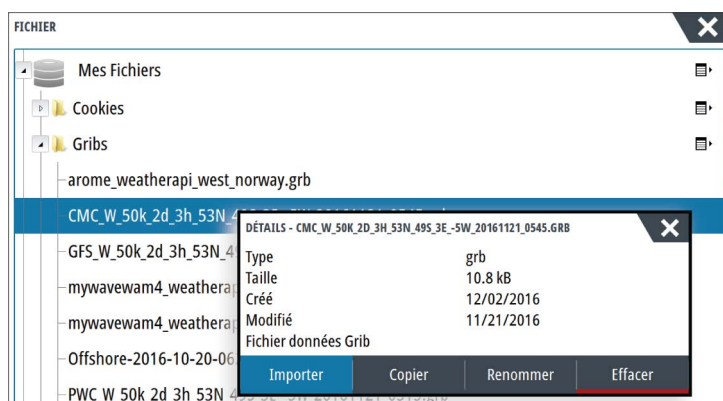 FICHIER
Mes Fichiers
Cookies
Gribs
arome_weatherapi_west_norway.grb
CMC_W_50k_2d_3h_53N_
DÉTAILS - CMC_W_50K_2D_3H_53N_49S_3E_-5W_20161121_0545.GRB
GFS_W_50k_2d_3h_53N_4
Type grb
Taille 10.8 kB
mywavewam4_weathera
Créé 12/02/2016
mywavewam4_weathera
Modifié 11/21/2016
Fichier données Grib
Offshore-2016-10-20-06
Importer Copier Renommer Effacer
PWC_W_50k_2d_3h_53N